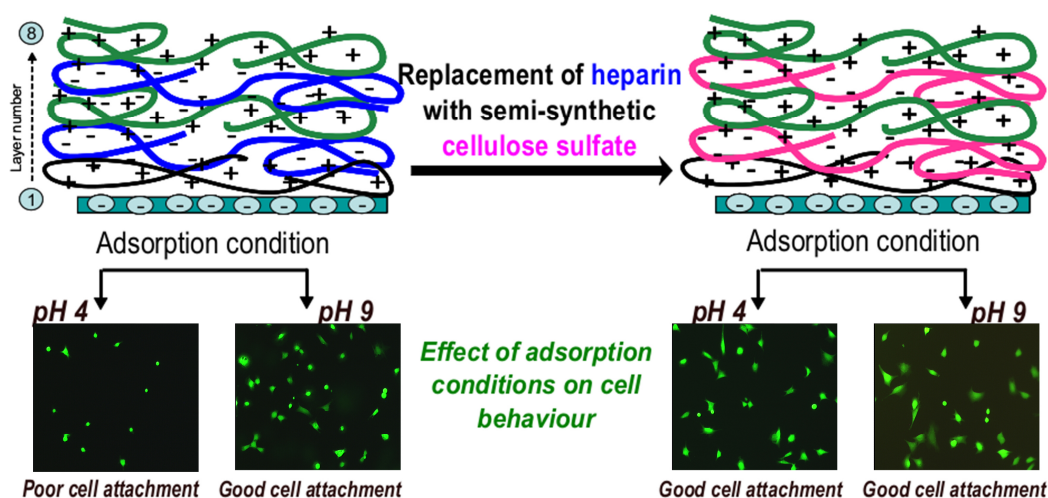 8
Layer number
1
Replacement of heparin
with semi-synthetic
cellulose sulfate
Adsorption condition
Adsorption condition
pH 4
pH 9
pH 4
pH 9
Effect of adsorption
conditions on cell
behaviour
Poor cell attachment
Good cell attachment
Good cell attachment
Good cell attachment